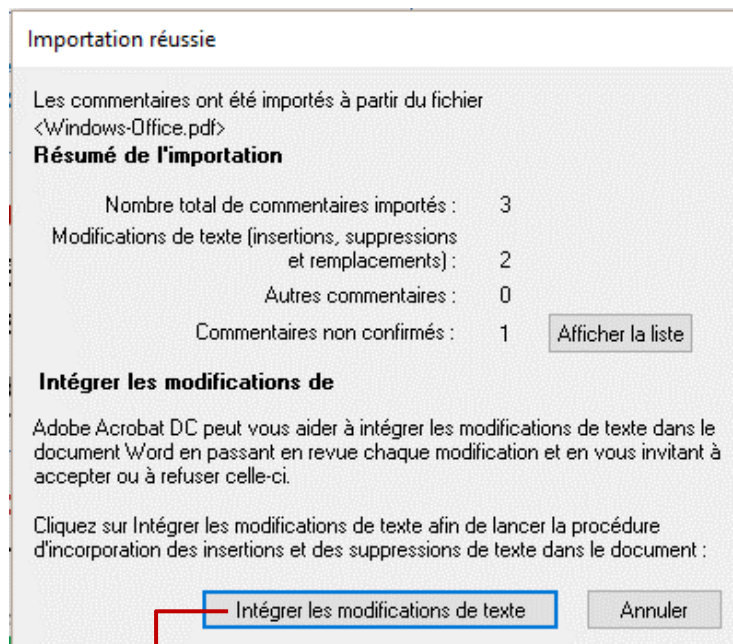 Importation réussie
Les commentaires ont été importés à partir du fichier
<Windows-Office.pdf>
Résumé de l'importation
Nombre total de commentaires importés : 3
Modifications de texte (insertions, suppressions
et remplacements) : 2
Autres commentaires : 0
Commentaires non confirmés : 1 Afficher la liste
Intégrer les modifications de
Adobe Acrobat DC peut vous aider à intégrer les modifications de texte dans le
document Word en passant en revue chaque modification et en vous invitant à
accepter ou à refuser celle-ci.
Cliquez sur Intégrer les modifications de texte afin de lancer la procédure
d'incorporation des insertions et des suppressions de texte dans le document :
Intégrer les modifications de texte Annuler